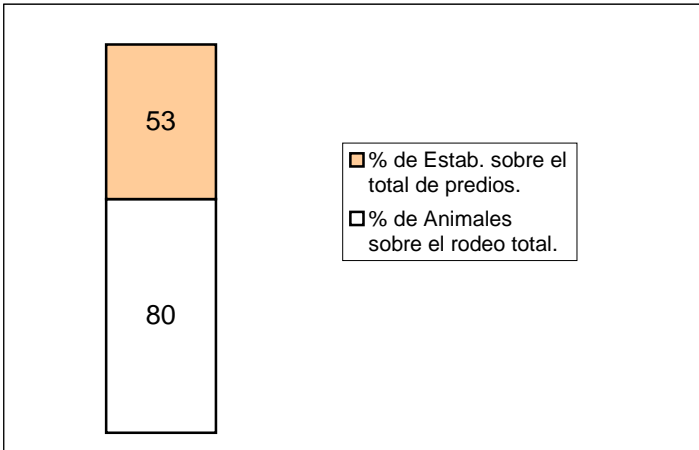 53
% de Estab. sobre el
total de predios.
% de Animales
sobre el rodeo total.
80